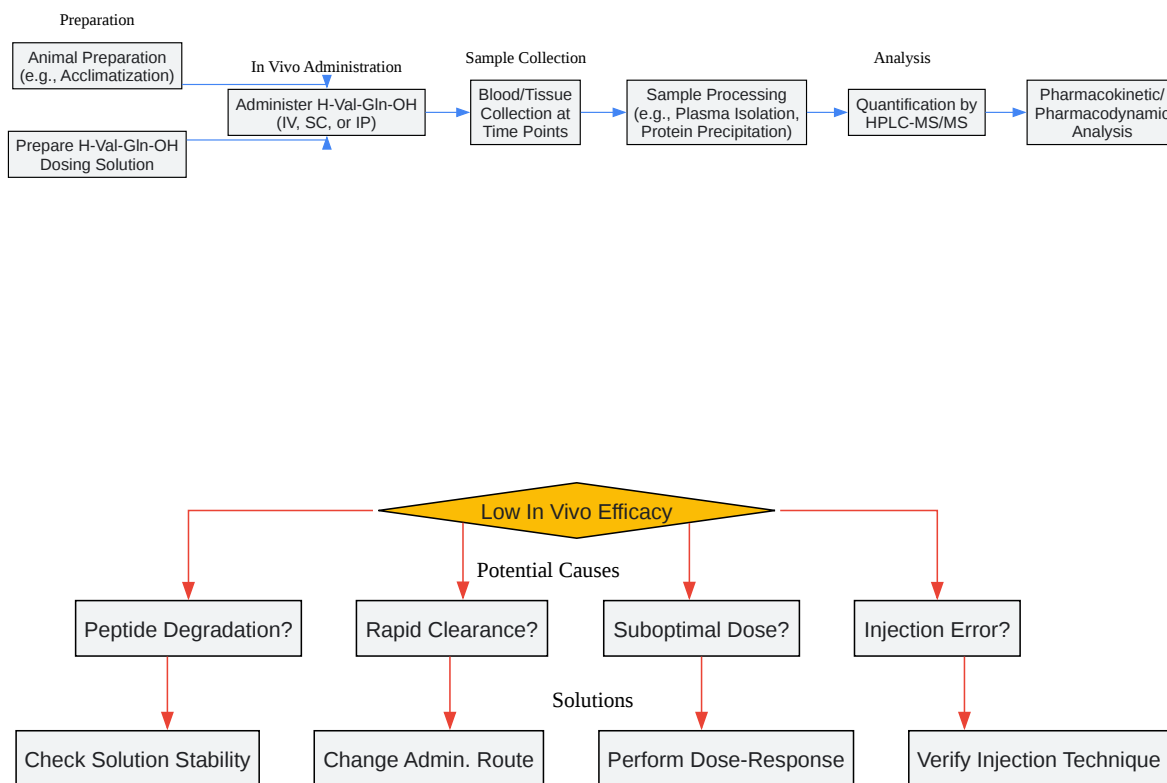 Preparation
Animal Preparation
(e.g., Acclimatization)
Prepare H-Val-Gln-OH
Dosing Solution
In Vivo Administration
Administer H-Val-Gln-OH
(IV, SC, or IP)
Sample Collection
Blood/Tissue
Collection at
Time Points
Sample Processing
(e.g., Plasma Isolation,
Protein Precipitation)
Analysis
Quantification by
HPLC-MS/MS
Pharmacokinetic/
Pharmacodynamic
Analysis
Low In Vivo Efficacy
Potential Causes
Peptide Degradation?
Rapid Clearance?
Suboptimal Dose?
Injection Error?
Solutions
Check Solution Stability
Change Admin. Route
Perform Dose-Response
Verify Injection Technique